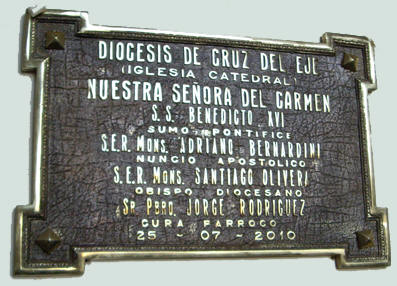 DIOCESIS DE CRUZ DEL EJE
(IGLESIA CATEDRAL)
NUESTRA SEÑORA DEL CARMEN
S.S. BENEDICTO XVI
SUMO PONTIFICE
S.E.R. MONS. ADRIANO BERNARDINI
NUNCIO APOSTOLICO
S.E.R. MONS. SANTIAGO OLIVERA
OBISPO DIOCESANO
SR. PBRO. JORGE RODRIGUEZ
CURA PARROCO
25 - 07 - 2010